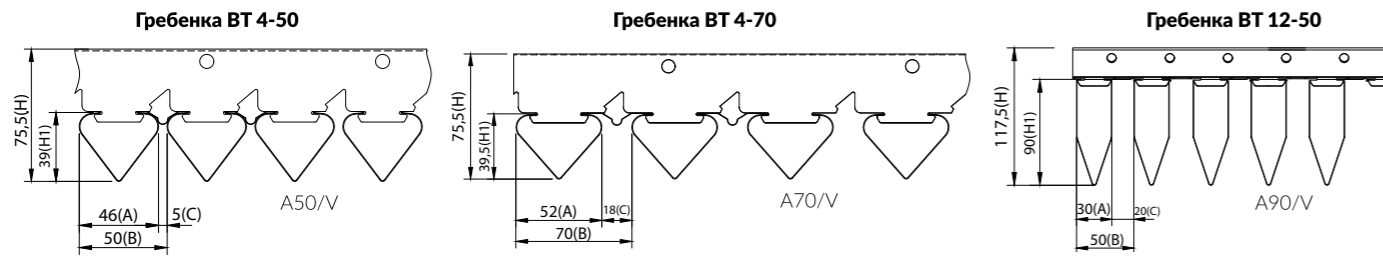 Гребенка ВТ 4-50
75,5(H)
39(H1)
A50/V
46(A)
5(C)
50(B)
Гребенка ВТ 4-70
75,5(H)
39,5(H1)
A70/V
52(A)
18(C)
70(B)
Гребенка ВТ 12-50
117,5(H)
90(H1)
A90/V
30(A)
20(C)
50(B)